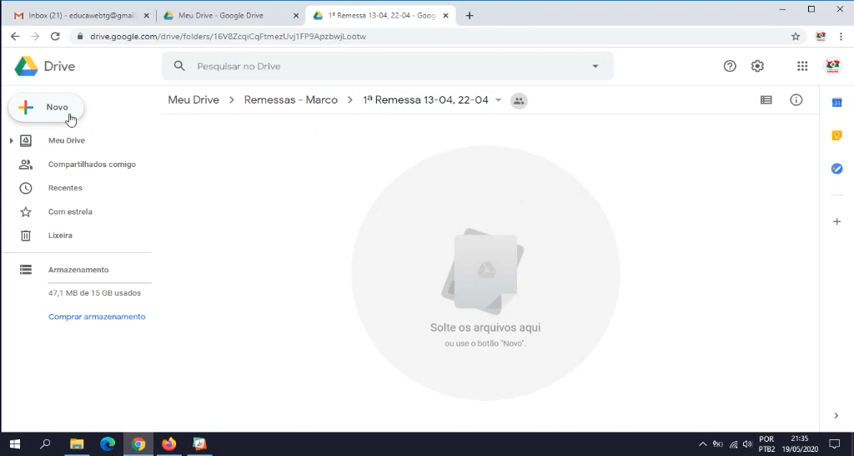 Inbox (21) - educawebtg@gmail.
Meu Drive - Google Drive
1ª Remessa 13-04, 22-04 - Goog
drive.google.com/drive/folders/16V8ZcqiCqFtmezUvj1FP9ApzbwjLootw
Drive
Pesquisar no Drive
Novo
Meu Drive > Remessas - Marco > 1ª Remessa 13-04, 22-04
Meu Drive
Compartilhados comigo
Recentes
Com estrela
Lixeira
Armazenamento
47,1 MB de 15 GB usados
Comprar armazenamento
Solte os arquivos aqui
ou use o botão "Novo".
POR
PTB2
21:35
19/05/2020